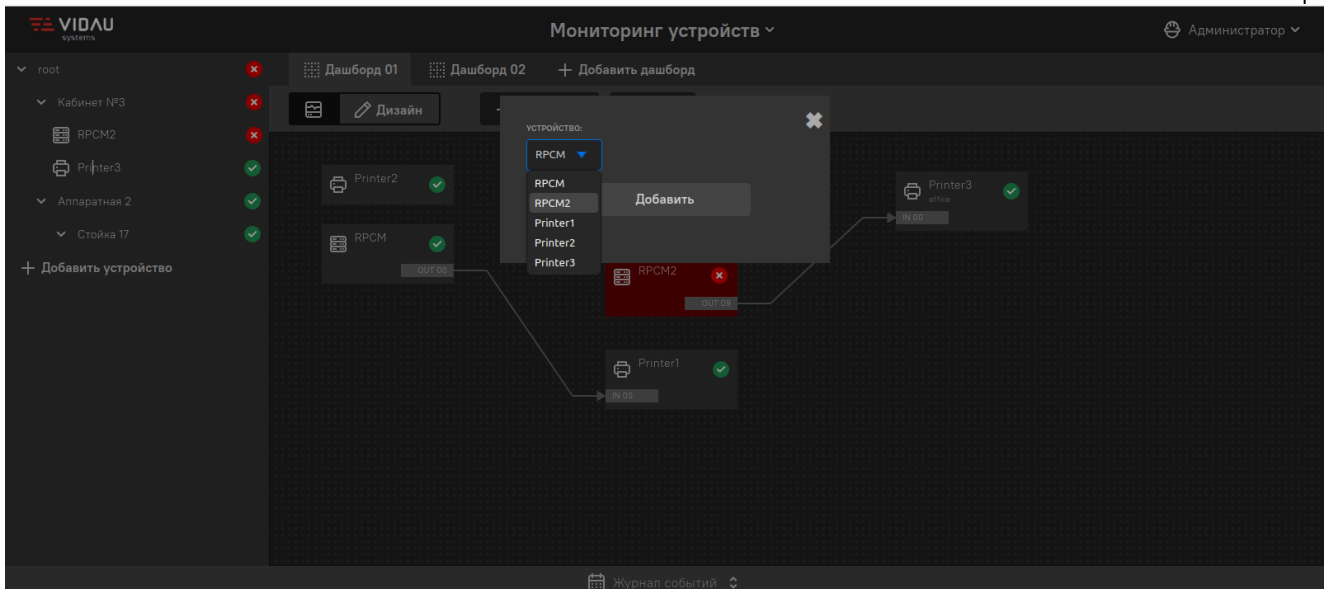 VIDAU
systems
Мониторинг устройств
Администратор
root
Кабинет №3
RPCM2
Printer3
Аппаратная 2
Стойка 17
Добавить устройство
Дашборд 01
Дашборд 02
Добавить дашборд
Дизайн
УСТРОЙСТВО:
RPCM
RPCM
RPCM2
Printer1
Printer2
Printer3
Добавить
Printer2
RPCM
OUT 00
RPCM2
OUT 09
Printer1
IN 00
Printer3
office
IN 00
Журнал событий